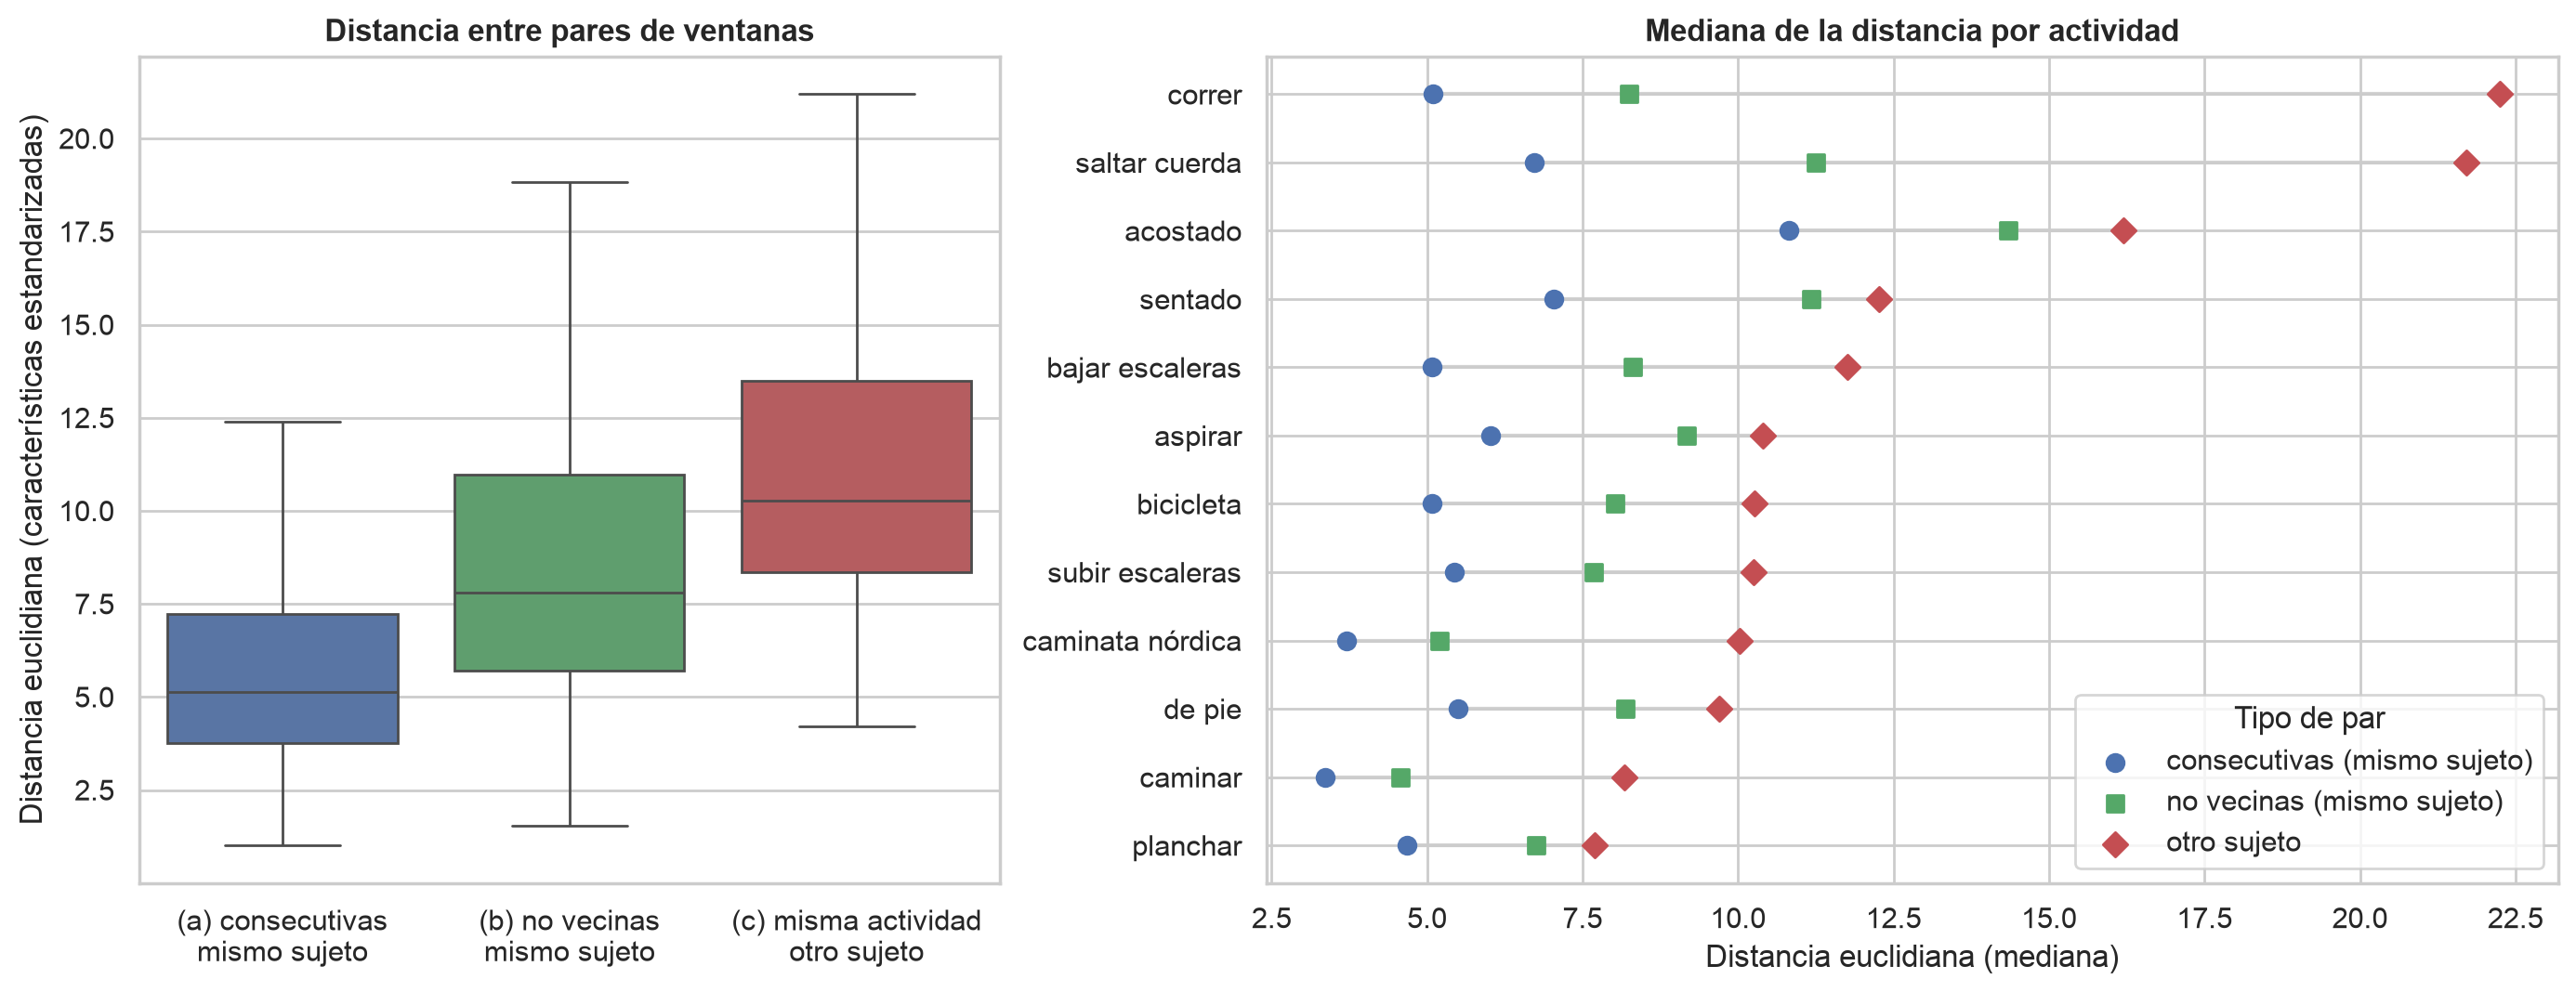 Distancia entre pares de ventanas
Distancia euclidiana (características estandarizadas)
20.0
17.5
15.0
12.5
10.0
7.5
5.0
2.5
(a) consecutivas
mismo sujeto
(b) no vecinas
mismo sujeto
(c) misma actividad
otro sujeto
Mediana de la distancia por actividad
correr
saltar cuerda
acostado
sentado
bajar escaleras
aspirar
bicicleta
subir escaleras
caminata nórdica
de pie
caminar
planchar
Tipo de par
consecutivas (mismo sujeto)
no vecinas (mismo sujeto)
otro sujeto
2.5 5.0 7.5 10.0 12.5 15.0 17.5 20.0 22.5
Distancia euclidiana (mediana)